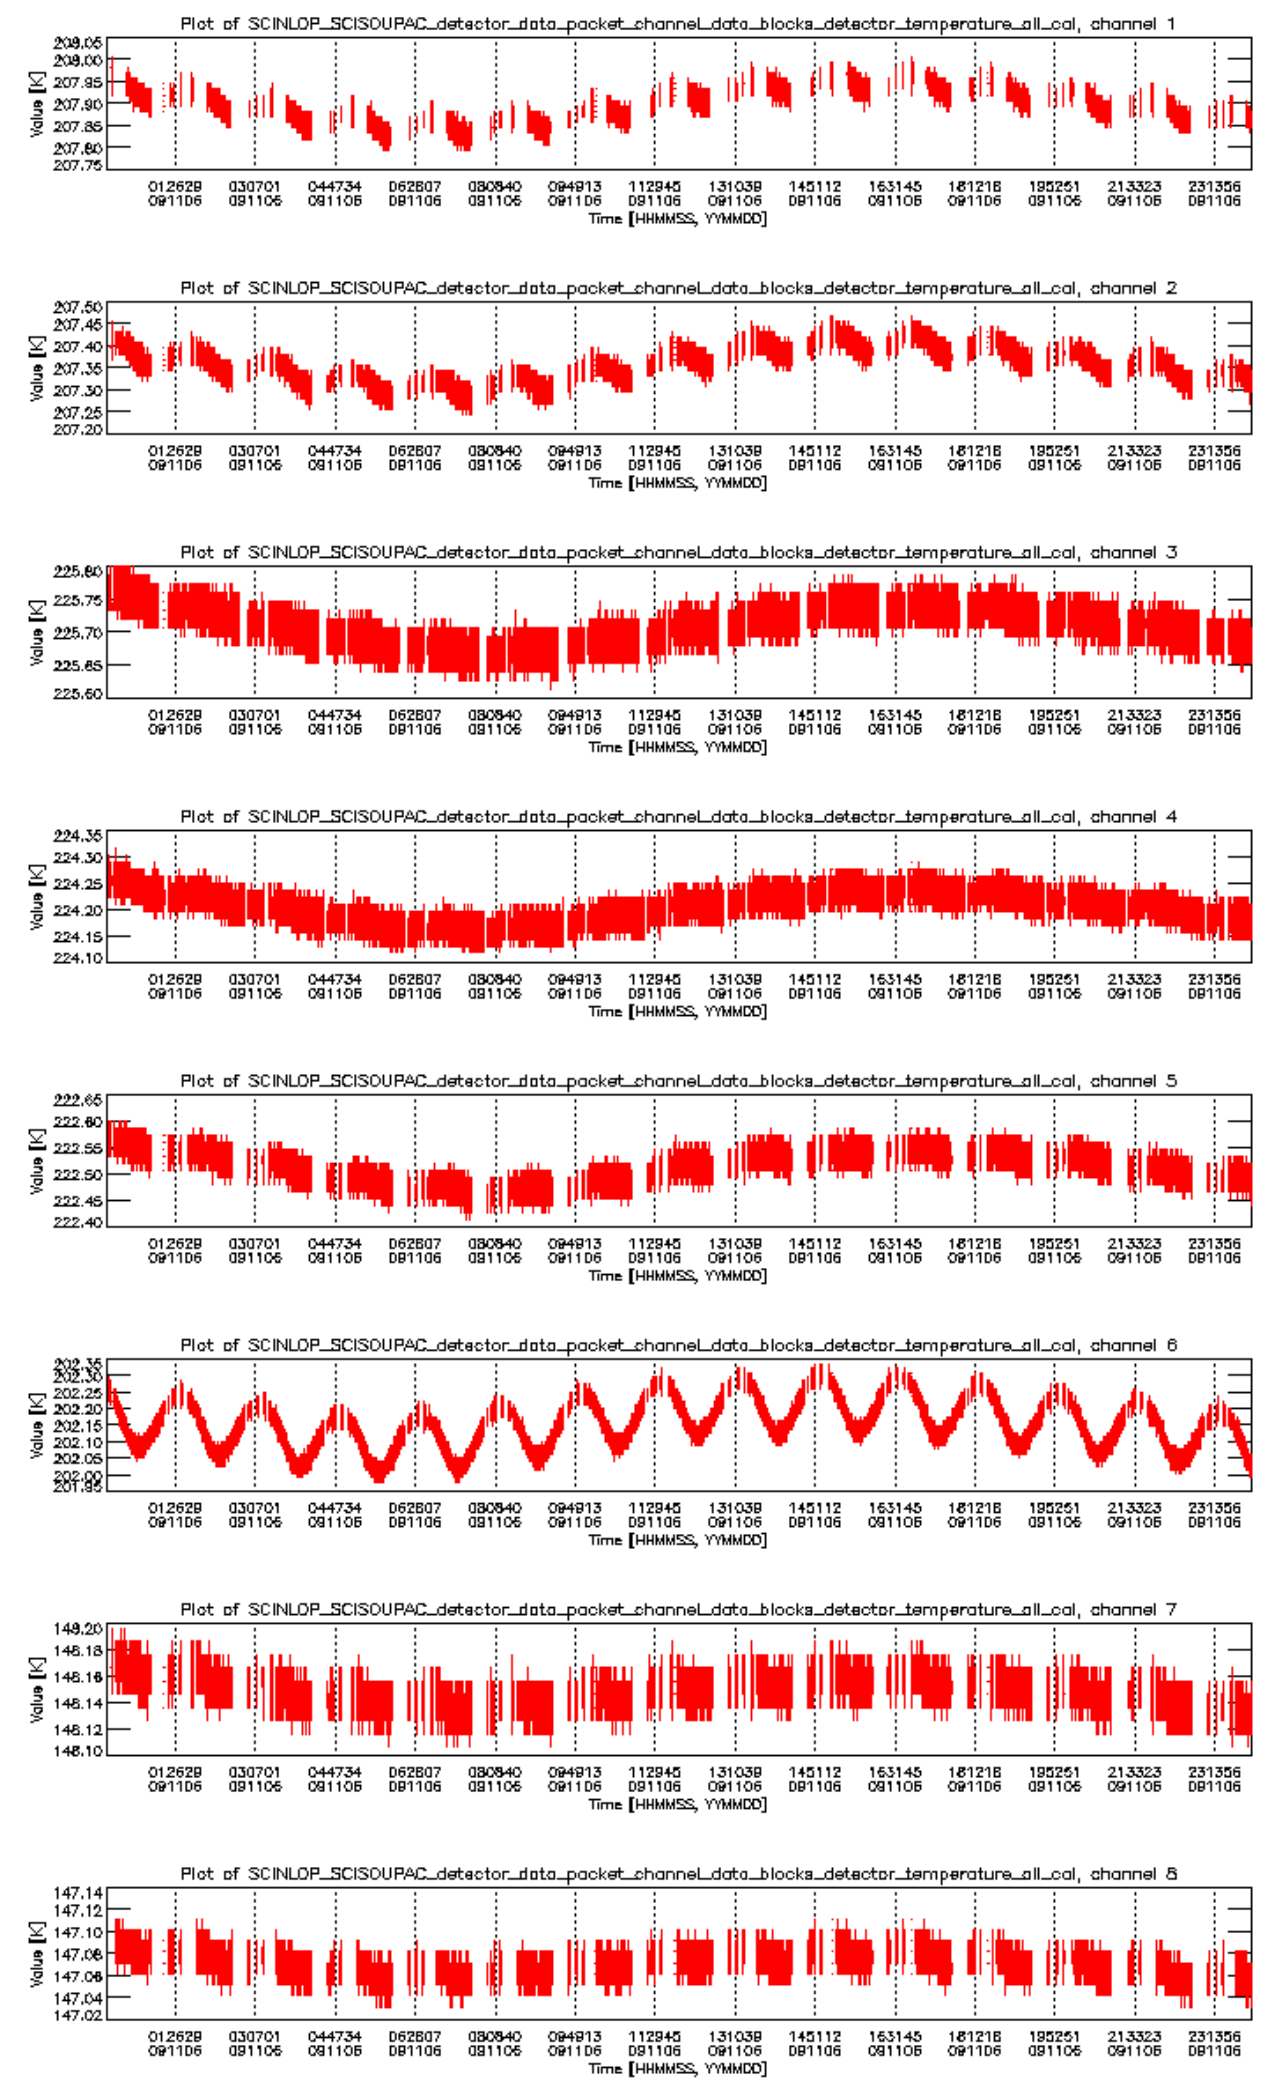 Plot of SCINLOP_SCISOUPAC_detector_data_packet_channel_data_blocks_detector_temperature_all_cal, channel 1
208.05
208.00
207.95
207.90
207.85
207.80
207.75
Value [K]
012629 030701 044734 062807 080840 094913 112945 131039 145112 163145 181218 195251 213323 231356
091106 091106 091106 091106 091106 091106 091106 091106 091106 091106 091106 091106 091106 091106
Time [HHMMSS, YYMMDD]
Plot of SCINLOP_SCISOUPAC_detector_data_packet_channel_data_blocks_detector_temperature_all_cal, channel 2
207.50
207.45
207.40
207.35
207.30
207.25
207.20
Value [K]
012629 030701 044734 062807 080840 094913 112945 131039 145112 163145 181218 195251 213323 231356
091106 091106 091106 091106 091106 091106 091106 091106 091106 091106 091106 091106 091106 091106
Time [HHMMSS, YYMMDD]
Plot of SCINLOP_SCISOUPAC_detector_data_packet_channel_data_blocks_detector_temperature_all_cal, channel 3
225.80
225.75
225.70
225.65
225.60
Value [K]
012629 030701 044734 062807 080840 094913 112945 131039 145112 163145 181218 195251 213323 231356
091106 091106 091106 091106 091106 091106 091106 091106 091106 091106 091106 091106 091106 091106
Time [HHMMSS, YYMMDD]
Plot of SCINLOP_SCISOUPAC_detector_data_packet_channel_data_blocks_detector_temperature_all_cal, channel 4
224.35
224.30
224.25
224.20
224.15
224.10
Value [K]
012629 030701 044734 062807 080840 094913 112945 131039 145112 163145 181218 195251 213323 231356
091106 091106 091106 091106 091106 091106 091106 091106 091106 091106 091106 091106 091106 091106
Time [HHMMSS, YYMMDD]
Plot of SCINLOP_SCISOUPAC_detector_data_packet_channel_data_blocks_detector_temperature_all_cal, channel 5
222.65
222.60
222.55
222.50
222.45
222.40
Value [K]
012629 030701 044734 062807 080840 094913 112945 131039 145112 163145 181218 195251 213323 231356
091106 091106 091106 091106 091106 091106 091106 091106 091106 091106 091106 091106 091106 091106
Time [HHMMSS, YYMMDD]
Plot of SCINLOP_SCISOUPAC_detector_data_packet_channel_data_blocks_detector_temperature_all_cal, channel 6
202.35
202.30
202.25
202.20
202.15
202.10
202.05
202.00
201.95
Value [K]
012629 030701 044734 062807 080840 094913 112945 131039 145112 163145 181218 195251 213323 231356
091106 091106 091106 091106 091106 091106 091106 091106 091106 091106 091106 091106 091106 091106
Time [HHMMSS, YYMMDD]
Plot of SCINLOP_SCISOUPAC_detector_data_packet_channel_data_blocks_detector_temperature_all_cal, channel 7
148.20
148.18
148.16
148.14
148.12
148.10
Value [K]
012629 030701 044734 062807 080840 094913 112945 131039 145112 163145 181218 195251 213323 231356
091106 091106 091106 091106 091106 091106 091106 091106 091106 091106 091106 091106 091106 091106
Time [HHMMSS, YYMMDD]
Plot of SCINLOP_SCISOUPAC_detector_data_packet_channel_data_blocks_detector_temperature_all_cal, channel 8
147.14
147.12
147.10
147.08
147.06
147.04
147.02
Value [K]
012629 030701 044734 062807 080840 094913 112945 131039 145112 163145 181218 195251 213323 231356
091106 091106 091106 091106 091106 091106 091106 091106 091106 091106 091106 091106 091106 091106
Time [HHMMSS, YYMMDD]